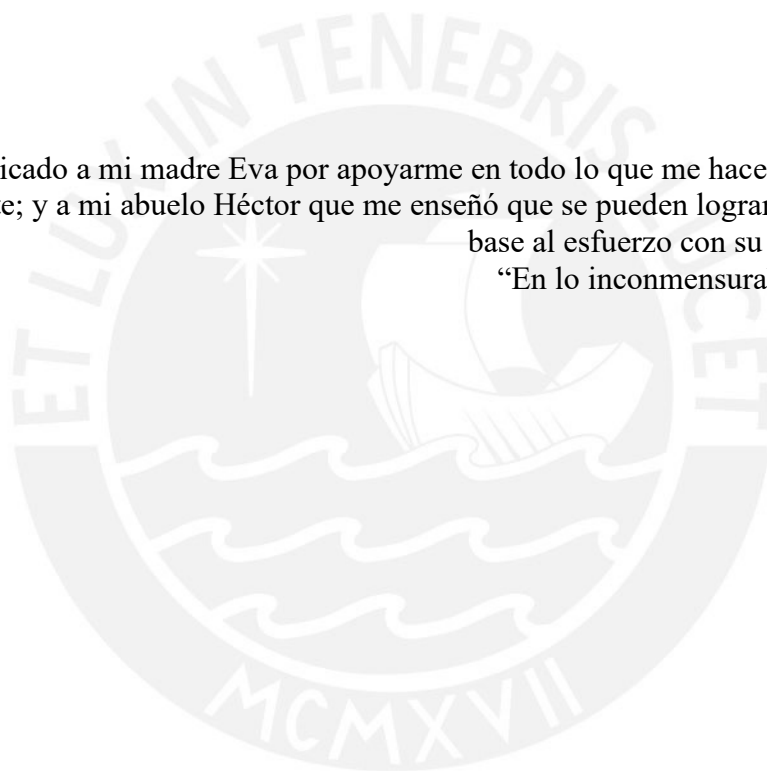 ET LUX IN TENEBRIS LUCET
icado a mi madre Eva por apoyarme en todo lo que me hace
e; y a mi abuelo Héctor que me enseñó que se pueden lograr
base al esfuerzo con su
“En lo inconmensura
MCMXVII